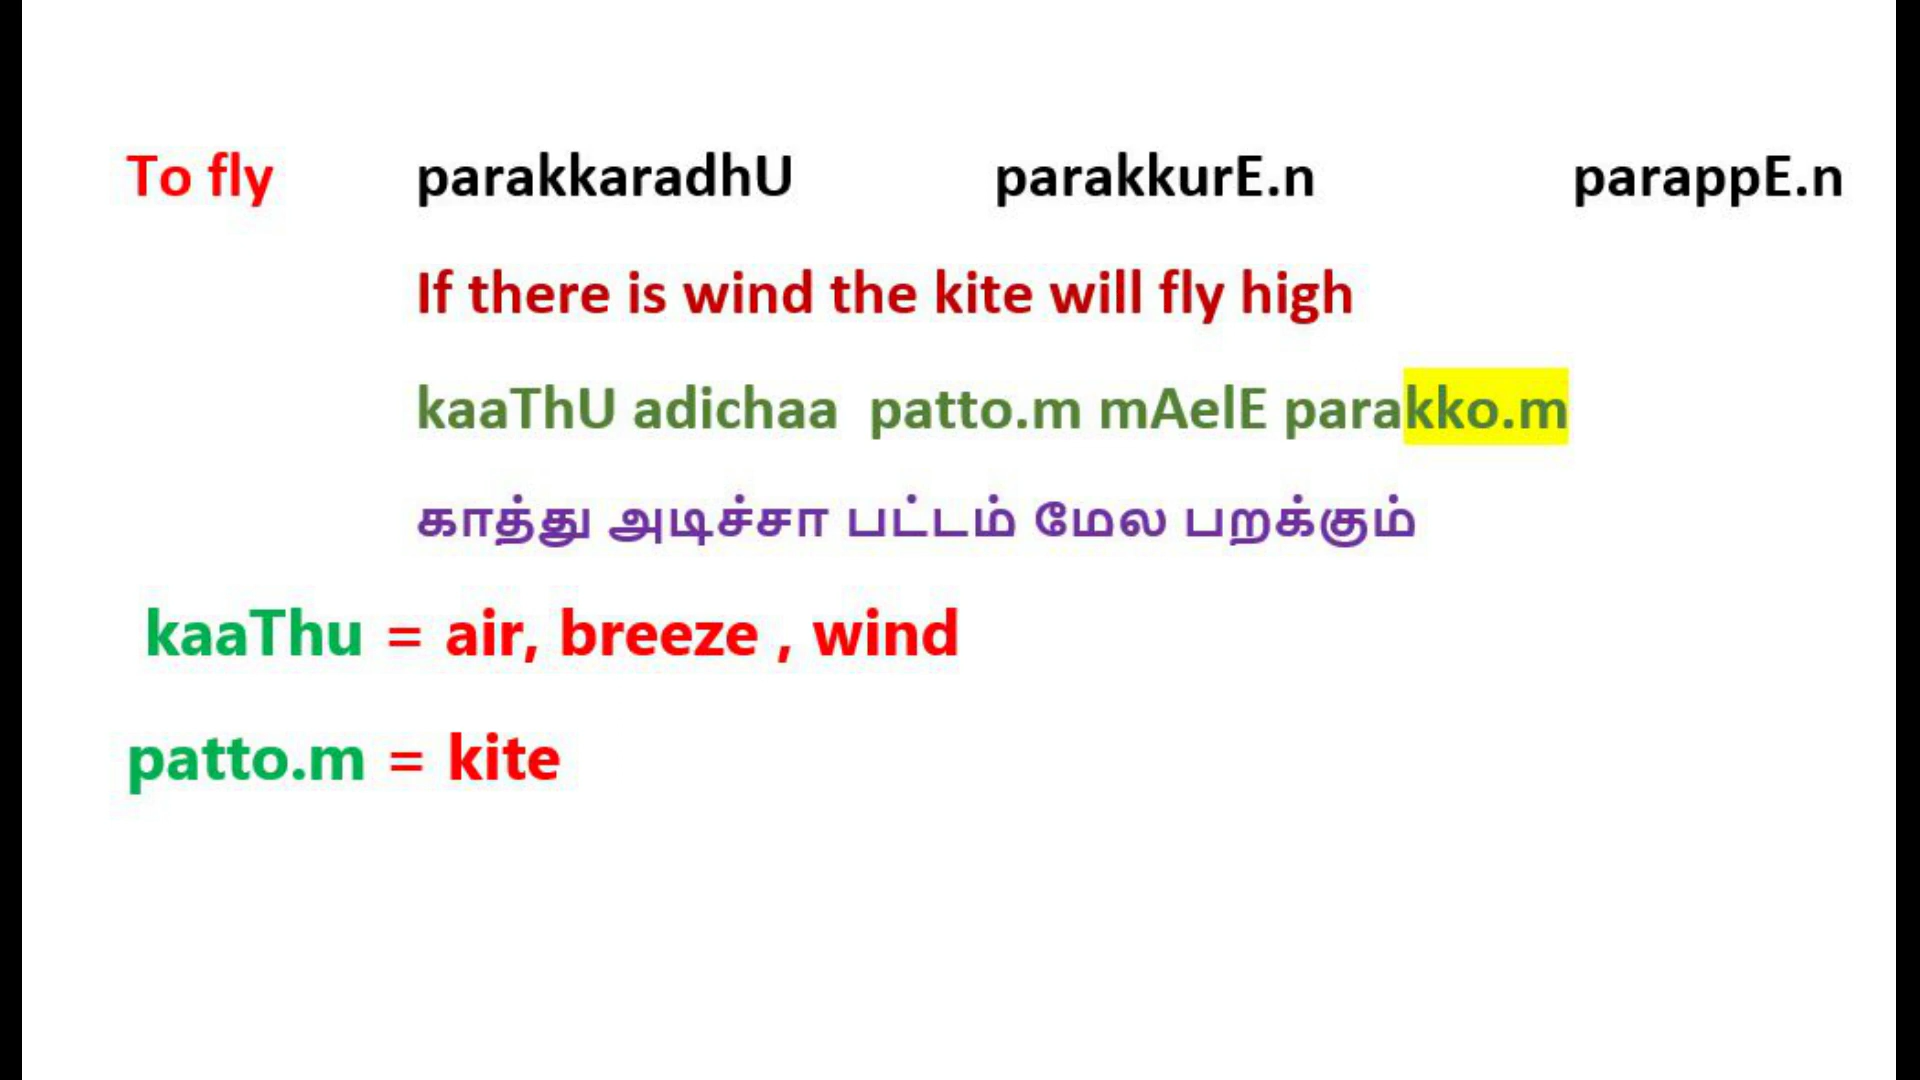 To fly parakkaradhU parakkurE.n parappE.n
If there is wind the kite will fly high
kaaThU adichaa patto.m mAelE parakko.m
காத்து அடிச்சா பட்டம் மேல பறக்கும்
kaaThu = air, breeze , wind
patto.m = kite